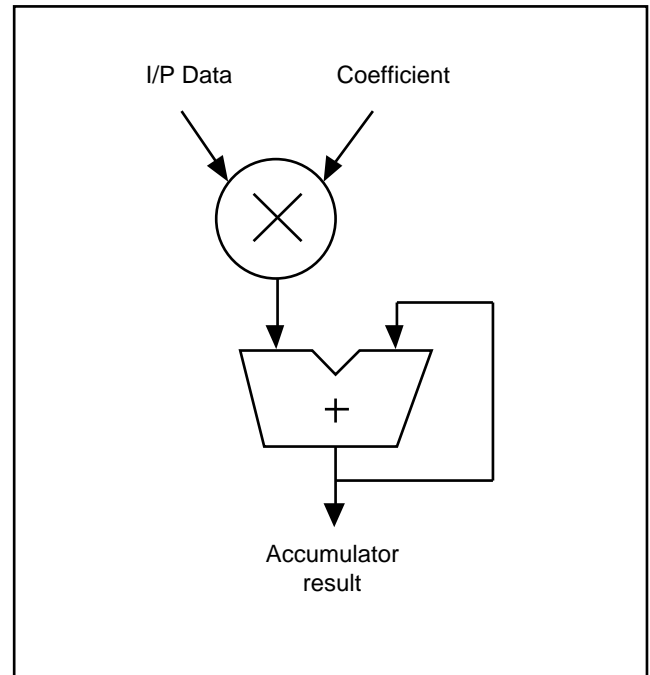 I/P Data Coefficient
+
Accumulator
result